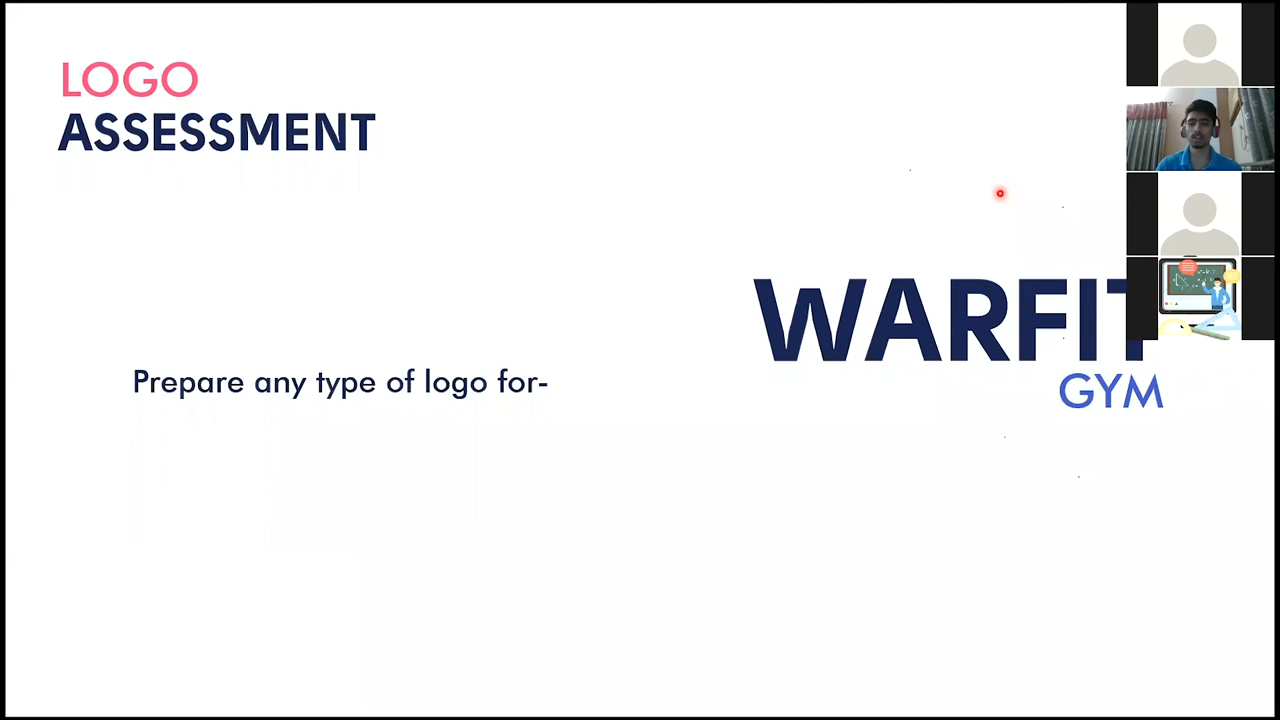 LOGO
ASSESSMENT
Prepare any type of logo for-
WARFIT
GYM